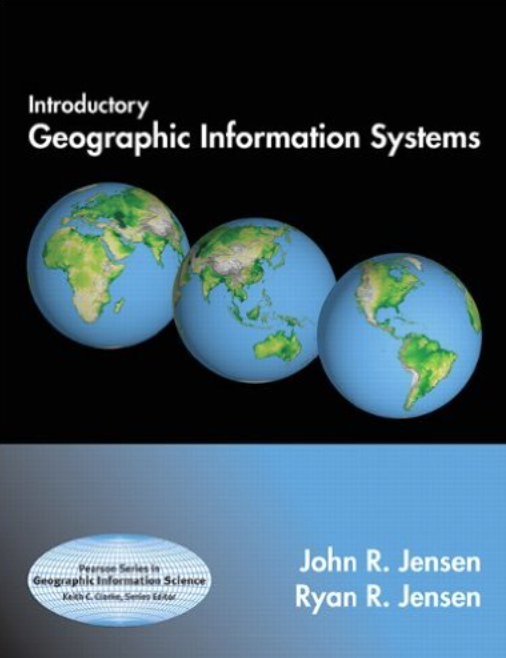 Introductory
Geographic Information Systems
Pearson Series in
Geographic Information Science
Keith C. Clarke, Series Editor
John R. Jensen
Ryan R. Jensen